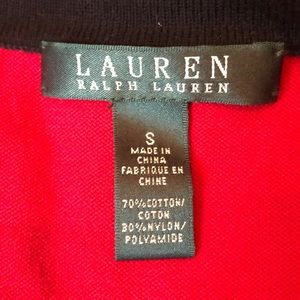 LAUREN
RALPH LAUREN
S
MADE IN
CHINA
FABRIQUE EN
CHINE
70%COTTON/
COTON
30%NYLON/
POLYAMIDE